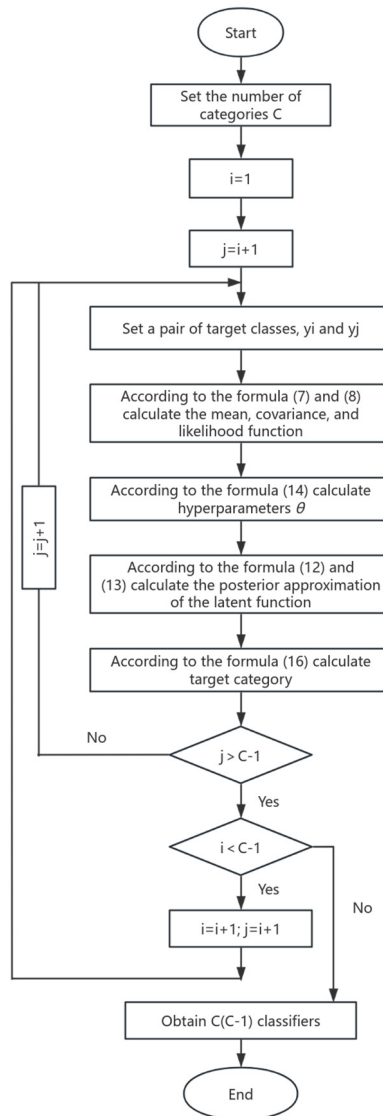 Start
Set the number of
categories C
i=1
j=i+1
Set a pair of target classes, yi and yj
According to the formula (7) and (8)
calculate the mean, covariance, and
likelihood function
According to the formula (14) calculate
hyperparameters θ
j=j+1
According to the formula (12) and
(13) calculate the posterior approximation
of the latent function
According to the formula (16) calculate
target category
No
j > C-1
Yes
i < C-1
Yes
No
i=i+1; j=i+1
Obtain C(C-1) classifiers
End